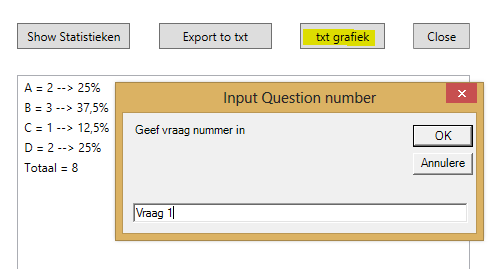 Show Statistieken Export to txt txt grafiek Close
A = 2 --> 25%
B = 3 --> 37,5%
C = 1 --> 12,5%
D = 2 --> 25%
Totaal = 8
Input Question number
Geef vraag nummer in
OK
Annulere
Vraag 1